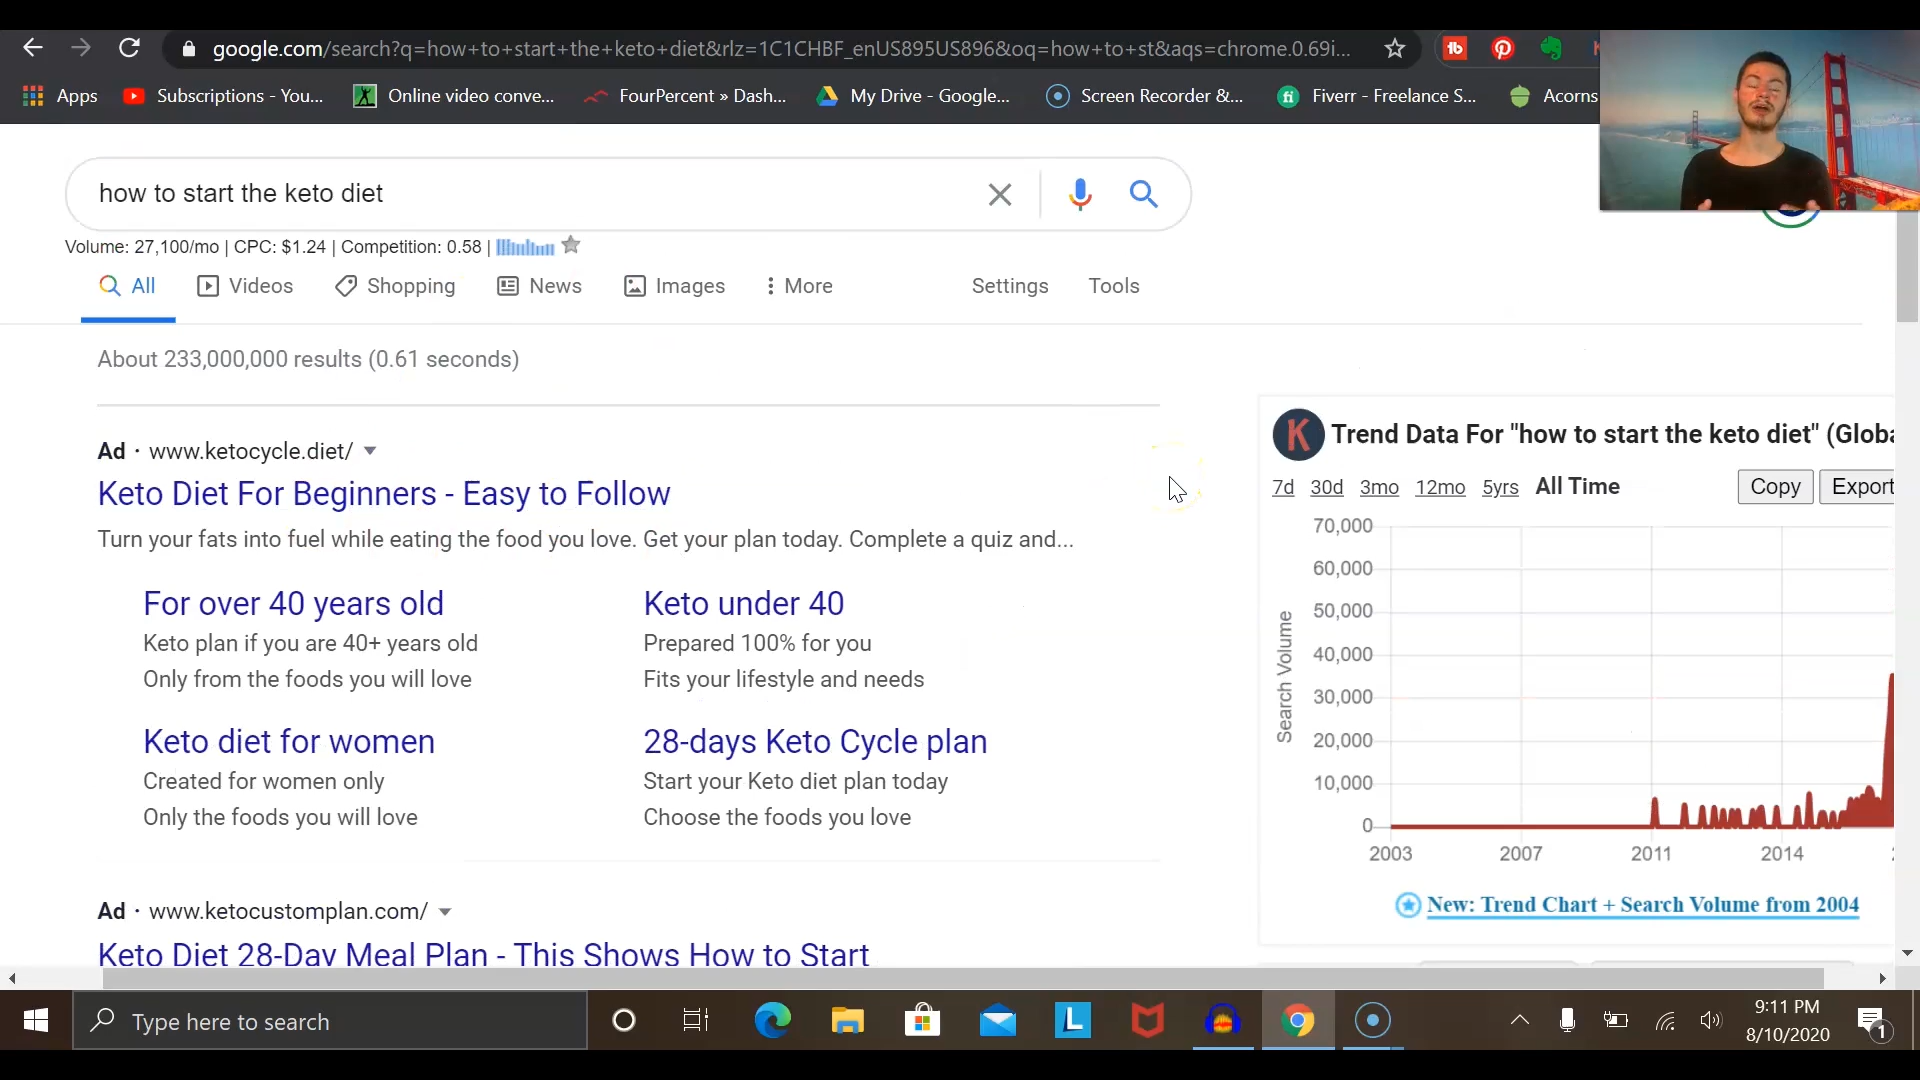 google.com/search?q=how+to+start+the+keto+diet&rlz=1C1CHBF_enUS895US896&oq=how+to+st&aqs=chrome.0.69i...
Apps
Subscriptions - You...
Online video conve...
FourPercent » Dash...
My Drive - Google...
Screen Recorder &...
Fiverr - Freelance S...
Acorns
how to start the keto diet
Volume: 27,100/mo | CPC: $1.24 | Competition: 0.58 |
All
Videos
Shopping
News
Images
More
Settings
Tools
About 233,000,000 results (0.61 seconds)
Ad · www.ketocycle.diet/
Keto Diet For Beginners - Easy to Follow
Turn your fats into fuel while eating the food you love. Get your plan today. Complete a quiz and...
For over 40 years old
Keto plan if you are 40+ years old
Only from the foods you will love
Keto under 40
Prepared 100% for you
Fits your lifestyle and needs
Keto diet for women
Created for women only
Only the foods you will love
28-days Keto Cycle plan
Start your Keto diet plan today
Choose the foods you love
Ad · www.ketocustomplan.com/
Keto Diet 28-Day Meal Plan - This Shows How to Start
K
Trend Data For "how to start the keto diet" (Globa
7d 30d 3mo 12mo 5yrs All Time
Copy
Export
Search Volume
70,000
60,000
50,000
40,000
30,000
20,000
10,000
0
2003
2007
2011
2014
New: Trend Chart + Search Volume from 2004
Type here to search
9:11 PM
8/10/2020
1